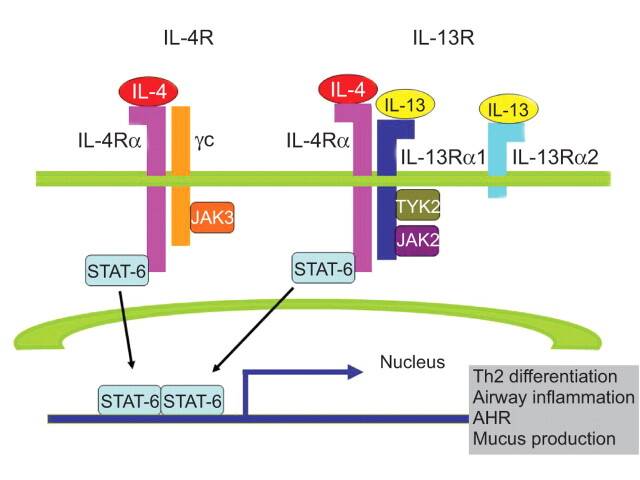 IL-4R
IL-13R
IL-4
IL-4
IL-13
IL-13
IL-4Rα
γc
IL-4Rα
IL-13Rα1
IL-13Rα2
JAK3
TYK2
JAK2
STAT-6
STAT-6
Nucleus
STAT-6
STAT-6
Th2 differentiation
Airway inflammation
AHR
Mucus production